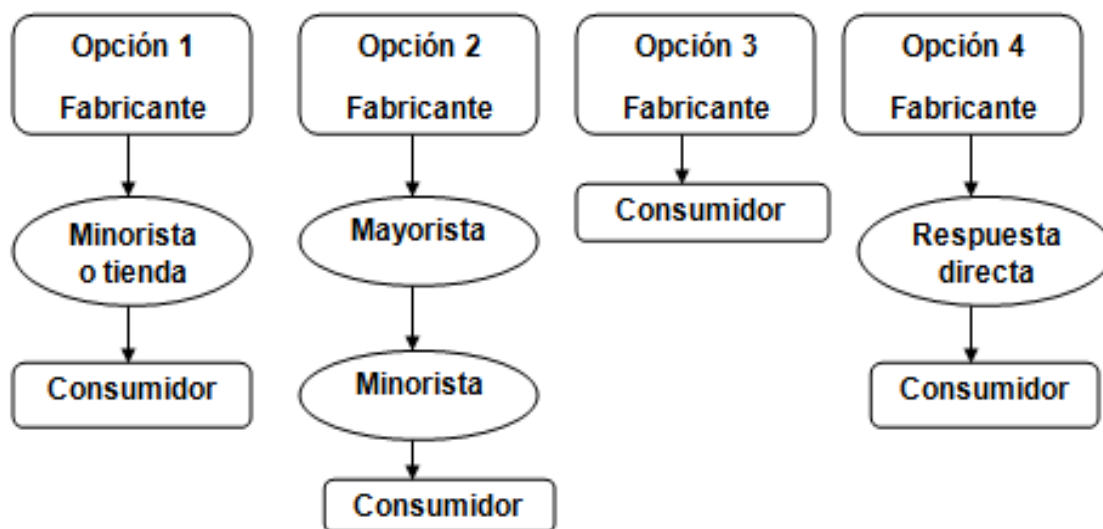 Opción 1
Fabricante
Minorista
o tienda
Consumidor
Opción 2
Fabricante
Mayorista
Minorista
Consumidor
Opción 3
Fabricante
Consumidor
Opción 4
Fabricante
Respuesta
directa
Consumidor